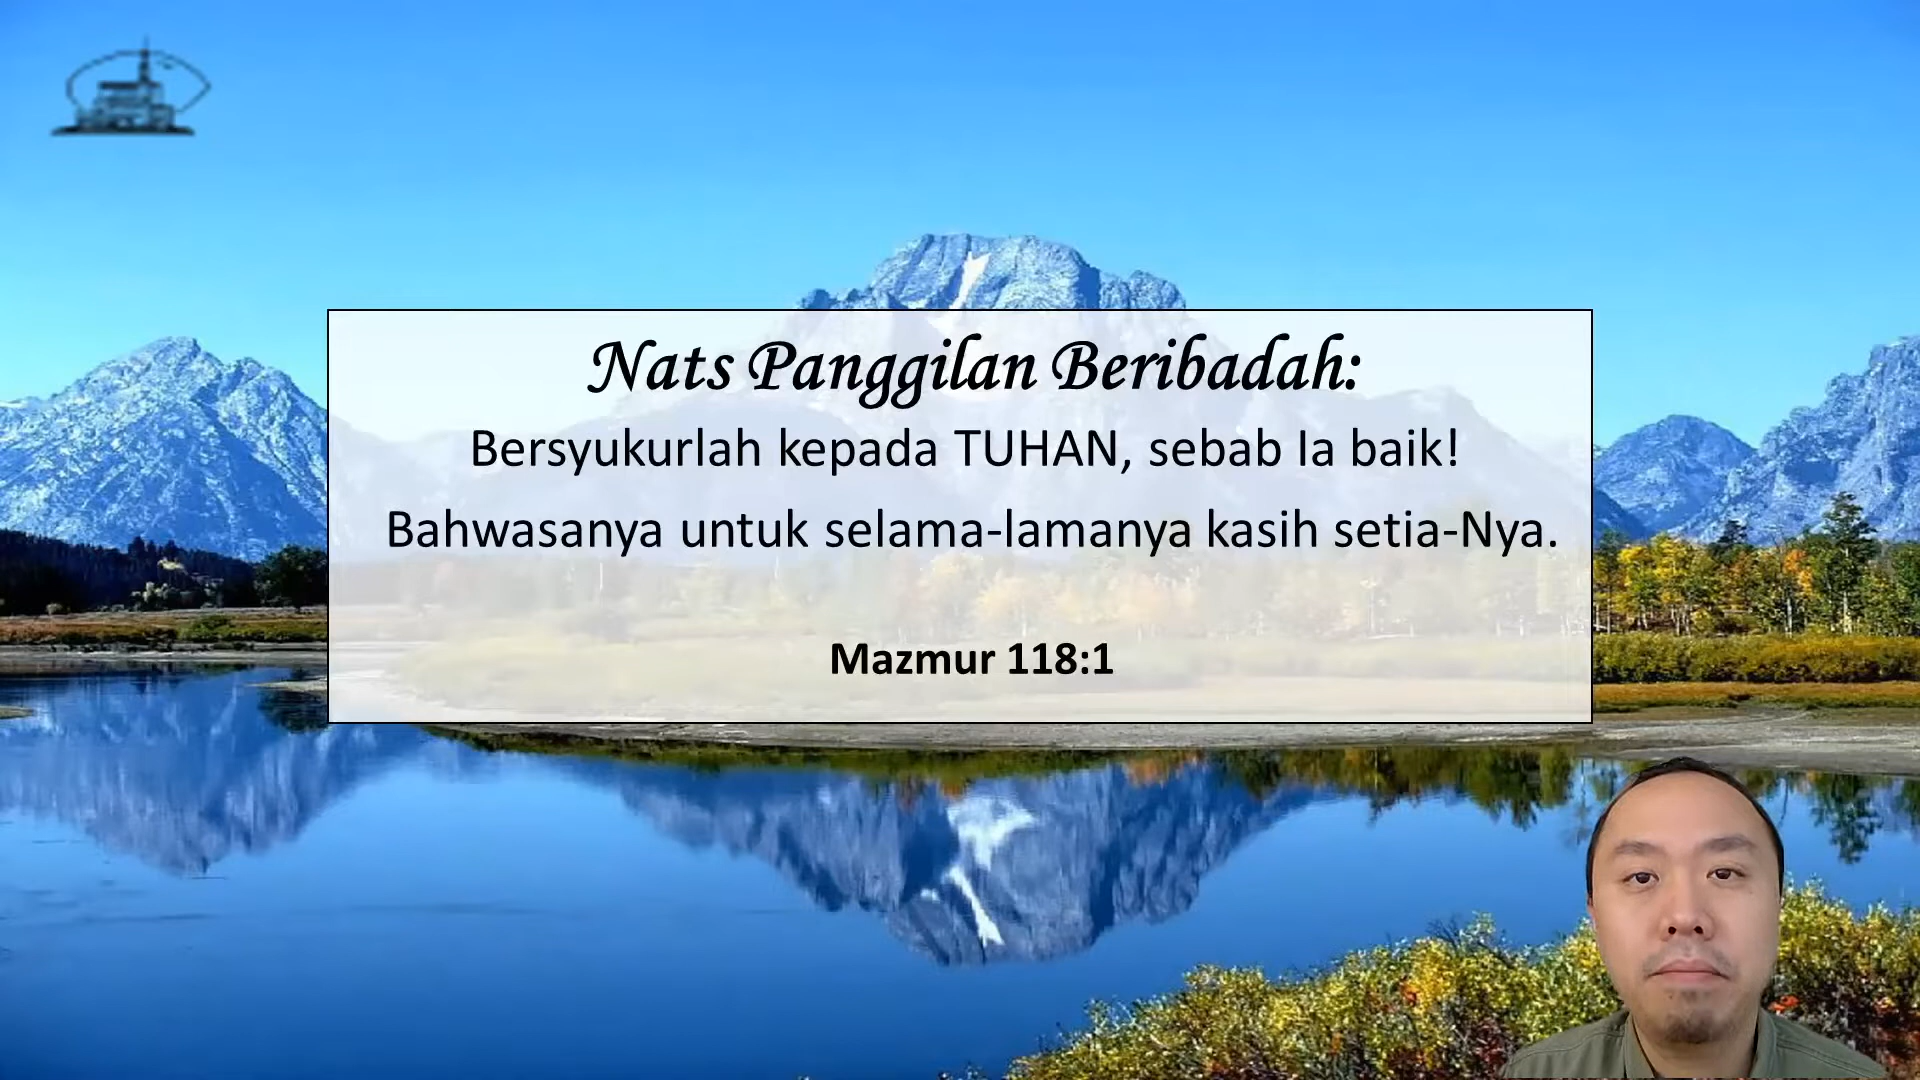 Nats Panggilan Beribadah:
Bersyukurlah kepada TUHAN, sebab Ia baik!
Bahwasanya untuk selama-lamanya kasih setia-Nya.
Mazmur 118:1